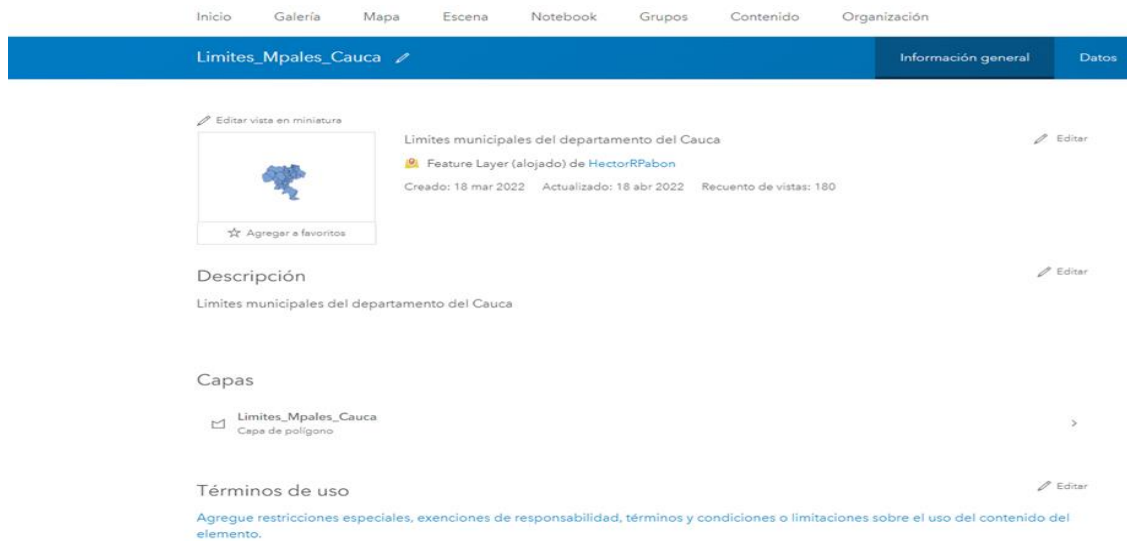 Inicio Galería Mapa Escena Notebook Grupos Contenido Organización
Limites_Mpales_Cauca Información general Datos
Editar vista en miniatura
Limites municipales del departamento del Cauca Editar
Feature Layer (alojado) de HectorRPabon
Creado: 18 mar 2022 Actualizado: 18 abr 2022 Recuento de vistas: 180
Agregar a favoritos
Descripción Editar
Limites municipales del departamento del Cauca
Capas
Limites_Mpales_Cauca
Capa de polígono
Términos de uso Editar
Agregue restricciones especiales, exenciones de responsabilidad, términos y condiciones o limitaciones sobre el uso del contenido del
elemento.